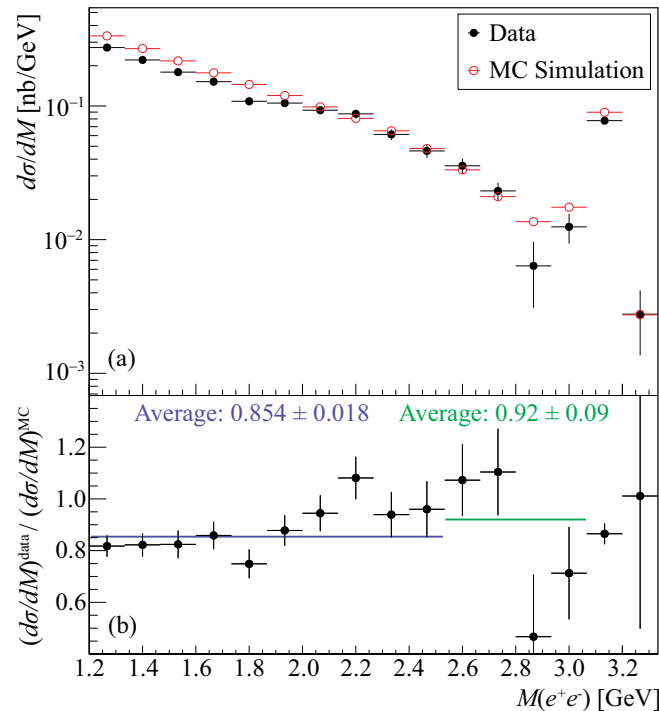 dσ/dM [nb/GeV]
10⁻¹
10⁻²
10⁻³
Data
MC Simulation
(a)
(dσ/dM)ᵈᵃᵗᵃ / (dσ/dM)ᴹᶜ
1.2
1.0
0.8
0.6
Average: 0.854 ± 0.018
Average: 0.92 ± 0.09
(b)
1.2 1.4 1.6 1.8 2.0 2.2 2.4 2.6 2.8 3.0 3.2
M(e⁺e⁻) [GeV]